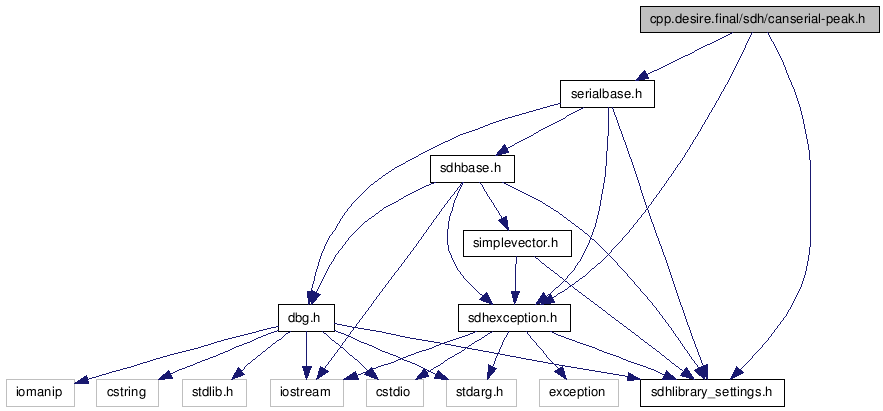 cpp.desire.final/sdh/canserial-peak.h
serialbase.h
sdhbase.h
simplevector.h
dbg.h
sdhexception.h
iomanip
cstring
stdlib.h
iostream
cstdio
stdarg.h
exception
sdhlibrary_settings.h